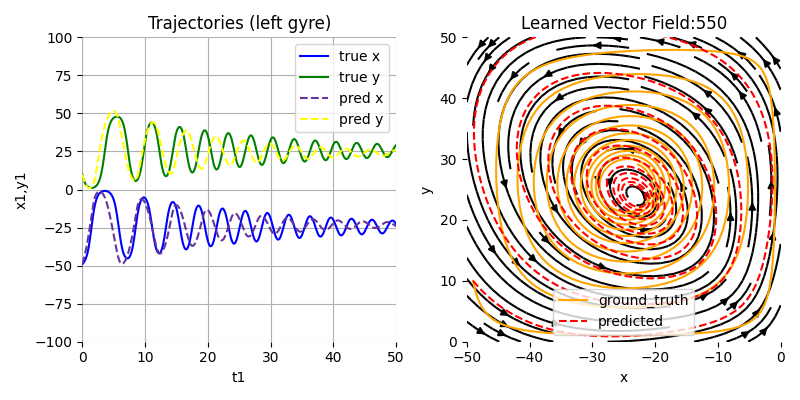 Trajectories (left gyre)
100
75
50
25
0
−25
−50
−75
−100
x1,y1
0 10 20 30 40 50
t1
true x
true y
pred x
pred y
Learned Vector Field:550
50
40
30
20
10
0
y
−50 −40 −30 −20 −10 0
x
ground_truth
predicted